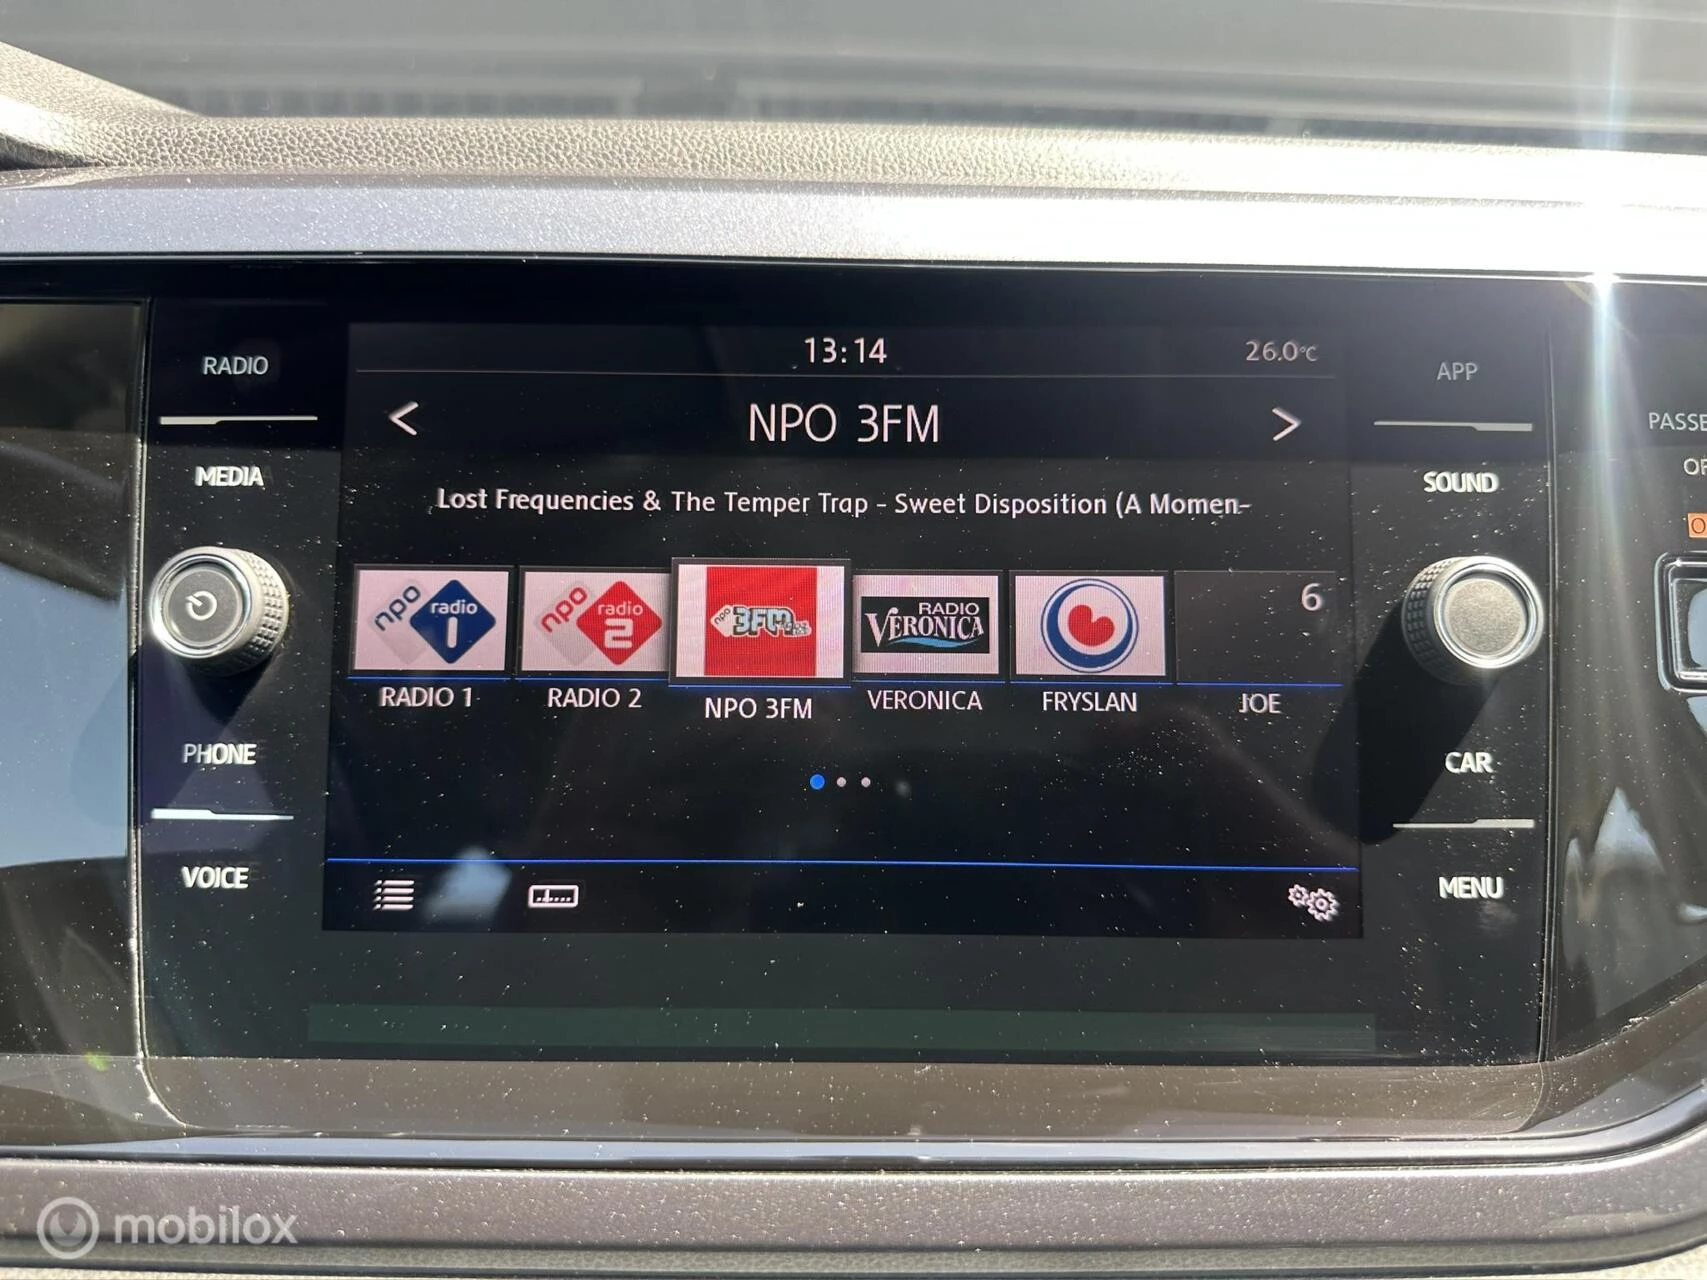 RADIO
13:14
26.0°C
APP
NPO 3FM
MEDIA
SOUND
PASSE
Lost Frequencies & The Temper Trap - Sweet Disposition (A Momen-
npo radio 1
npo radio 2
npo 3FM
RADIO VERONICA
6
RADIO 1
RADIO 2
NPO 3FM
VERONICA
FRYSLAN
JOE
PHONE
CAR
VOICE
MENU
mobilox